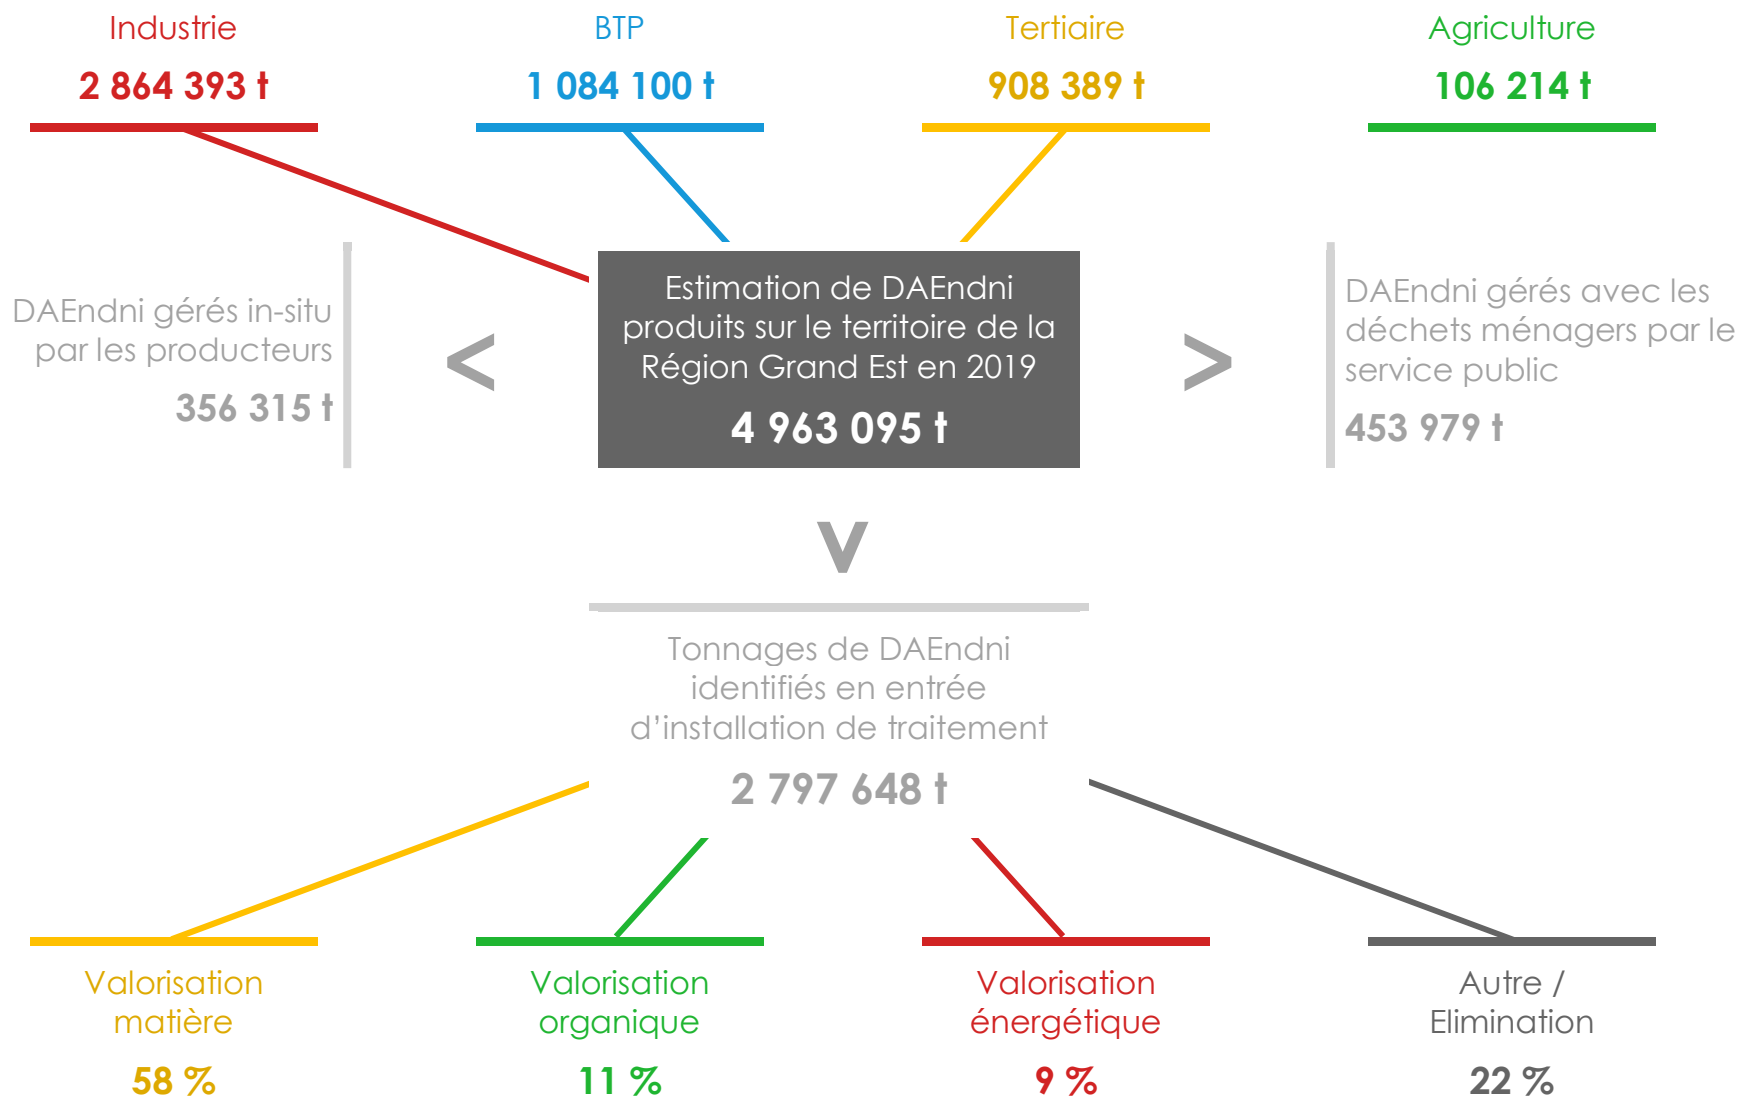 Industrie
2 864 393 t
BTP
1 084 100 t
Tertiaire
908 389 t
Agriculture
106 214 t
DAEndni gérés in-situ
par les producteurs
356 315 t
<
Estimation de DAEndni
produits sur le territoire de la
Région Grand Est en 2019
4 963 095 t
>
DAEndni gérés avec les
déchets ménagers par le
service public
453 979 t
v
Tonnages de DAEndni
identifiés en entrée
d'installation de traitement
2 797 648 t
Valorisation
matière
58 %
Valorisation
organique
11 %
Valorisation
énergétique
9 %
Autre /
Elimination
22 %